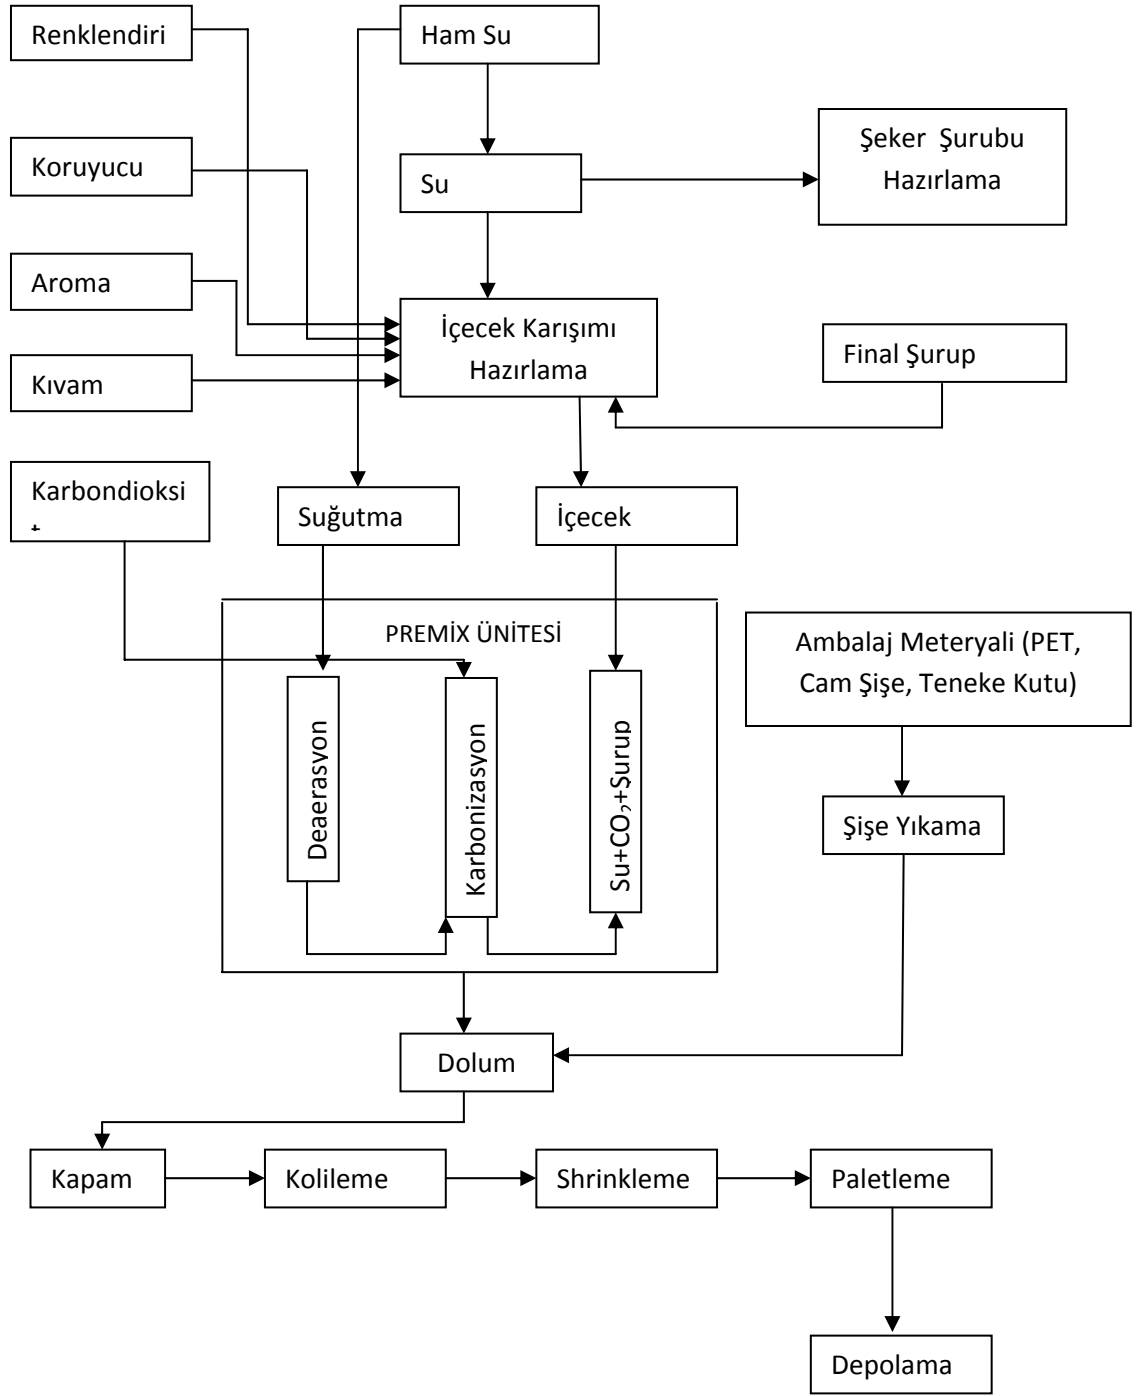 Renklendiri
Ham Su
Koruyucu
Su
Şeker Şurubu
Hazırlama
Aroma
İçecek Karışımı
Hazırlama
Final Şurup
Kıvam
Karbondioksi
Suğutma
İçecek
PREMİX ÜNİTESİ
Ambalaj Meteryali (PET,
Cam Şişe, Teneke Kutu)
Deaerasyon
Karbonizasyon
Su+CO₂+Şurup
Şişe Yıkama
Dolum
Kapam
Kolileme
Shrinkleme
Paletleme
Depolama